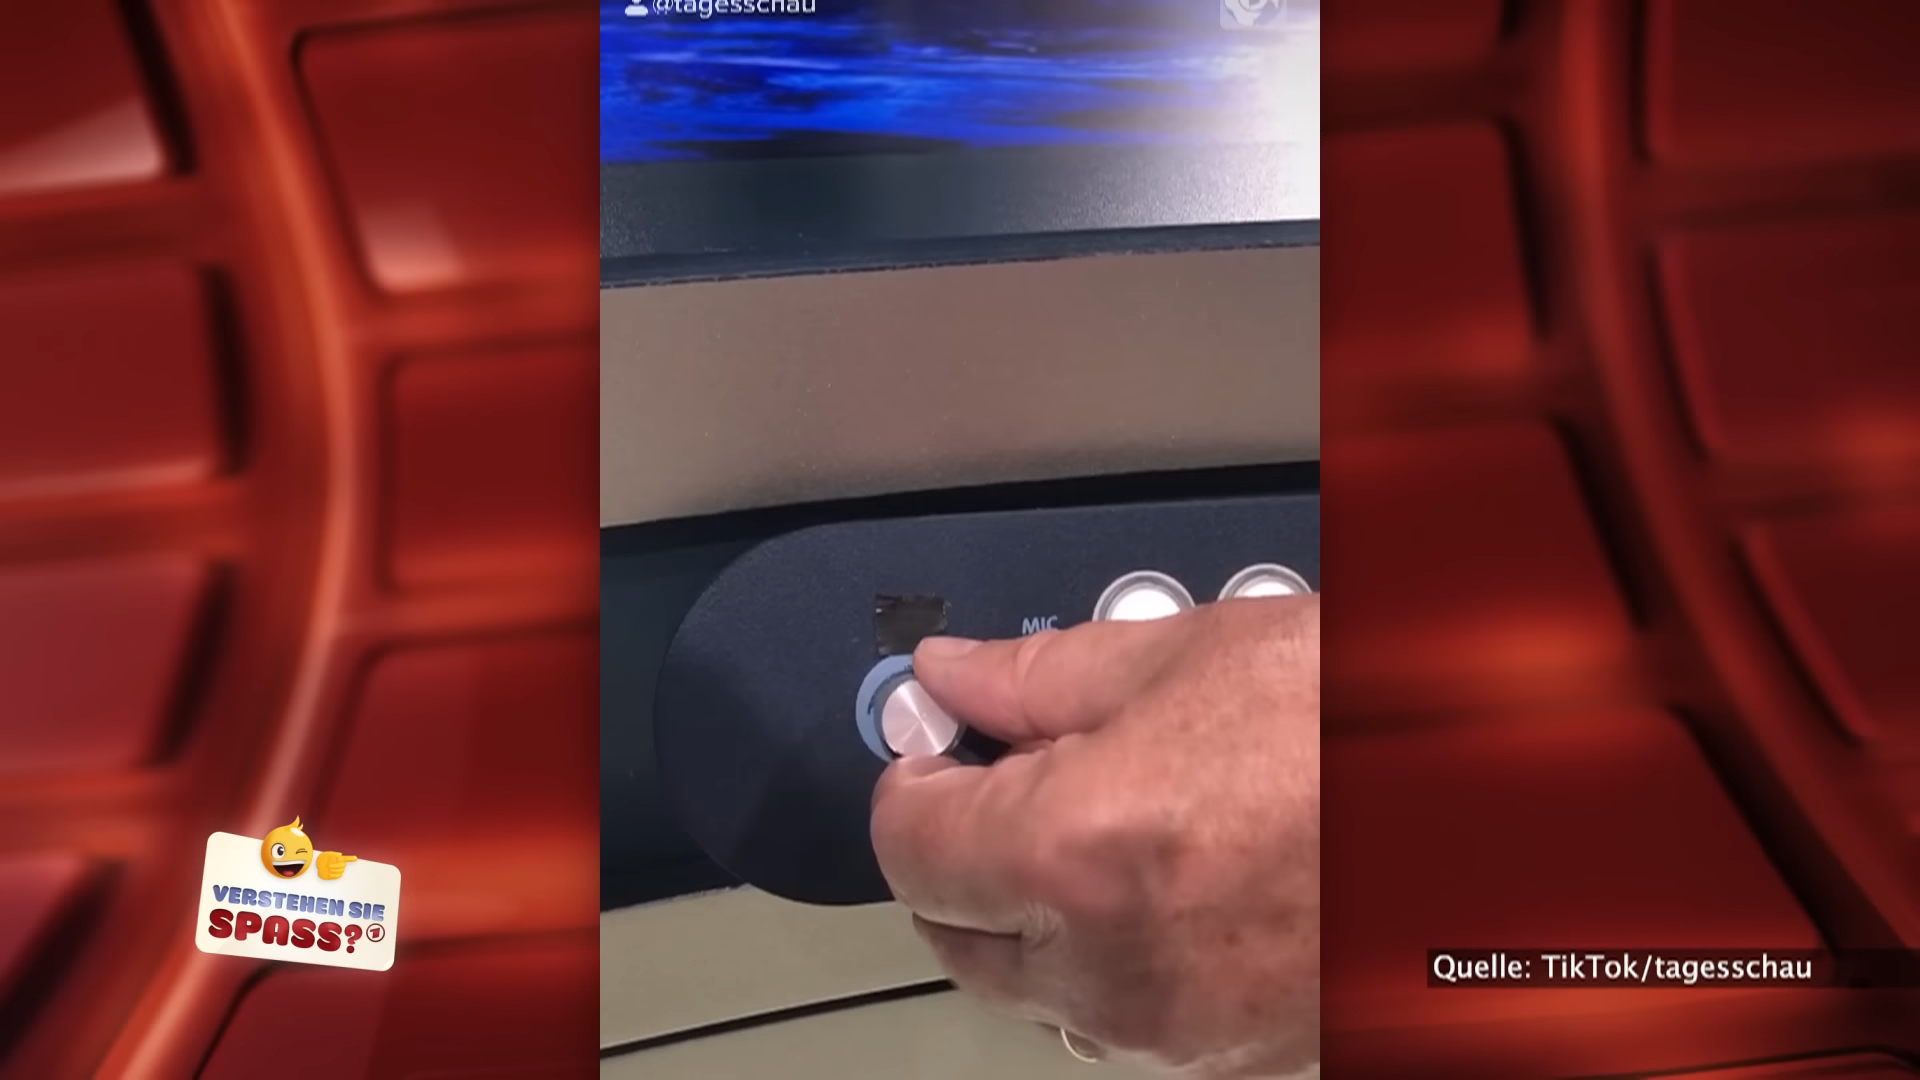 @tagesschau
MIC
VERSTEHEN SIE
SPASS?
Quelle: TikTok/tagesschau